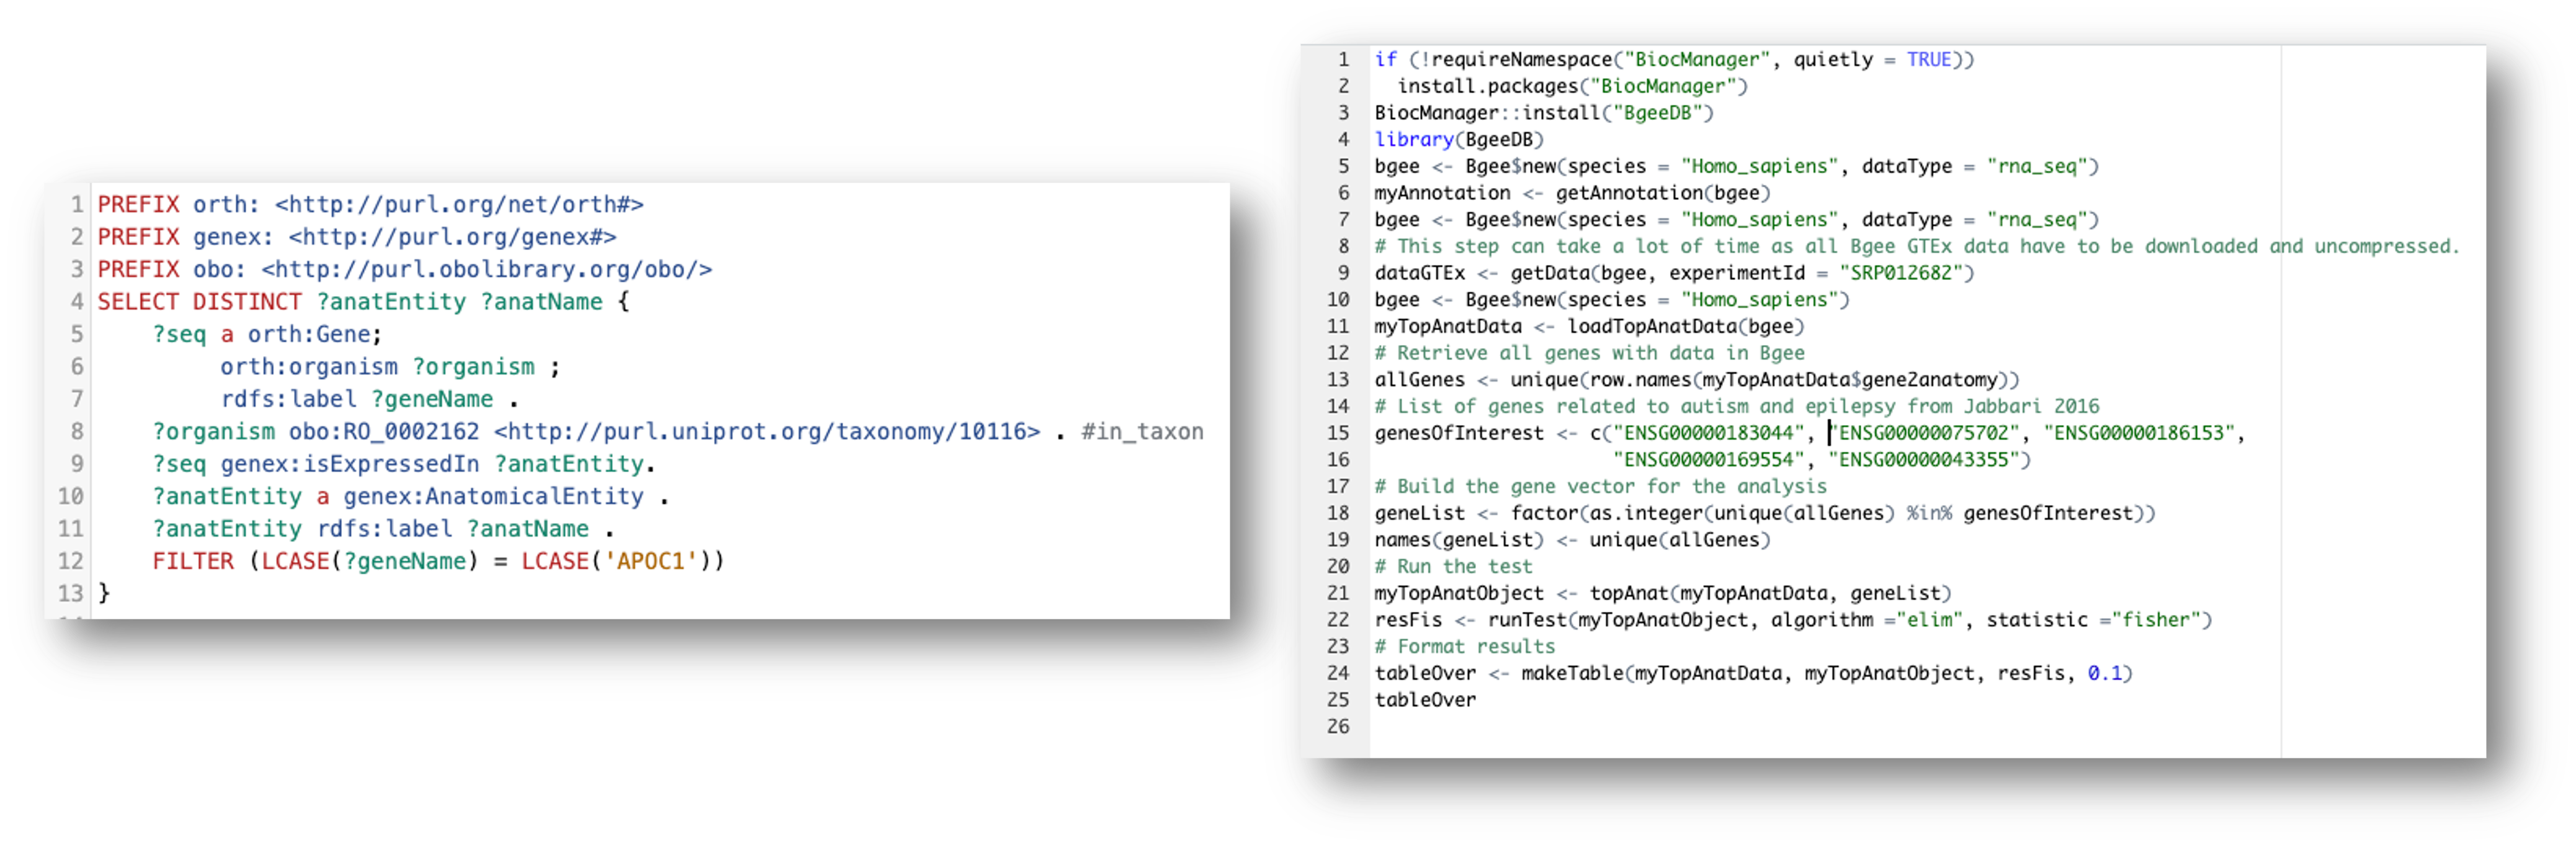 1 PREFIX orth: <http://purl.org/net/orth#>
2 PREFIX genex: <http://purl.org/genex#>
3 PREFIX obo: <http://purl.obolibrary.org/obo/>
4 SELECT DISTINCT ?anatEntity ?anatName {
5 ?seq a orth:Gene;
6 orth:organism ?organism ;
7 rdfs:label ?geneName .
8 ?organism obo:RO_0002162 <http://purl.uniprot.org/taxonomy/10116> . #in_taxon
9 ?seq genex:isExpressedIn ?anatEntity.
10 ?anatEntity a genex:AnatomicalEntity .
11 ?anatEntity rdfs:label ?anatName .
12 FILTER (LCASE(?geneName) = LCASE('APOC1'))
13 }
1 if (!requireNamespace("BiocManager", quietly = TRUE))
2 install.packages("BiocManager")
3 BiocManager::install("BgeeDB")
4 library(BgeeDB)
5 bgee <- Bgee$new(species = "Homo_sapiens", dataType = "rna_seq")
6 myAnnotation <- getAnnotation(bgee)
7 bgee <- Bgee$new(species = "Homo_sapiens", dataType = "rna_seq")
8 # This step can take a lot of time as all Bgee GTEx data have to be downloaded and uncompressed.
9 dataGTEx <- getData(bgee, experimentId = "SRP012682")
10 bgee <- Bgee$new(species = "Homo_sapiens")
11 myTopAnatData <- loadTopAnatData(bgee)
12 # Retrieve all genes with data in Bgee
13 allGenes <- unique(row.names(myTopAnatData$gene2anatomy))
14 # List of genes related to autism and epilepsy from Jabbari 2016
15 genesOfInterest <- c("ENSG00000183044", "ENSG00000075702", "ENSG00000186153",
16 "ENSG00000169554", "ENSG00000043355")
17 # Build the gene vector for the analysis
18 geneList <- factor(as.integer(unique(allGenes) %in% genesOfInterest))
19 names(geneList) <- unique(allGenes)
20 # Run the test
21 myTopAnatObject <- topAnat(myTopAnatData, geneList)
22 resFis <- runTest(myTopAnatObject, algorithm ="elim", statistic ="fisher")
23 # Format results
24 tableOver <- makeTable(myTopAnatData, myTopAnatObject, resFis, 0.1)
25 tableOver
26